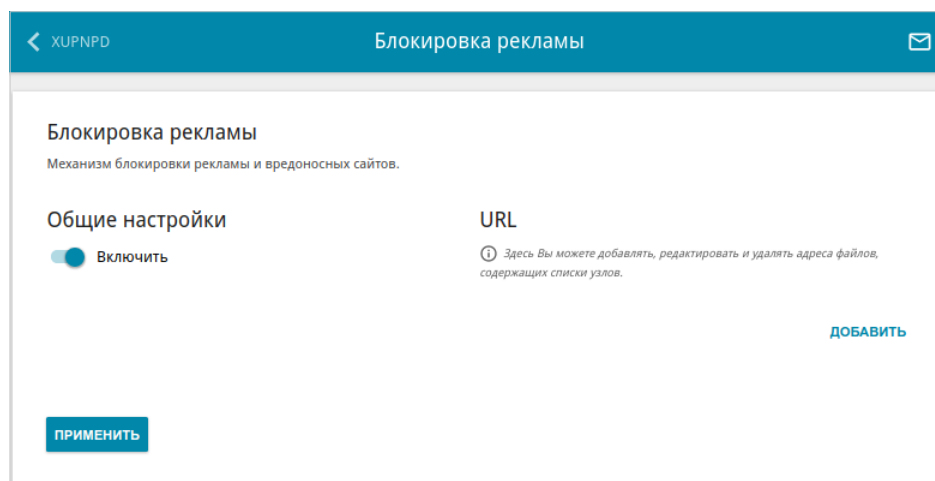 XUPNPD
Блокировка рекламы
Блокировка рекламы
Механизм блокировки рекламы и вредоносных сайтов.
Общие настройки
Включить
URL
Здесь Вы можете добавлять, редактировать и удалять адреса файлов,
содержащих списки узлов.
ДОБАВИТЬ
ПРИМЕНИТЬ